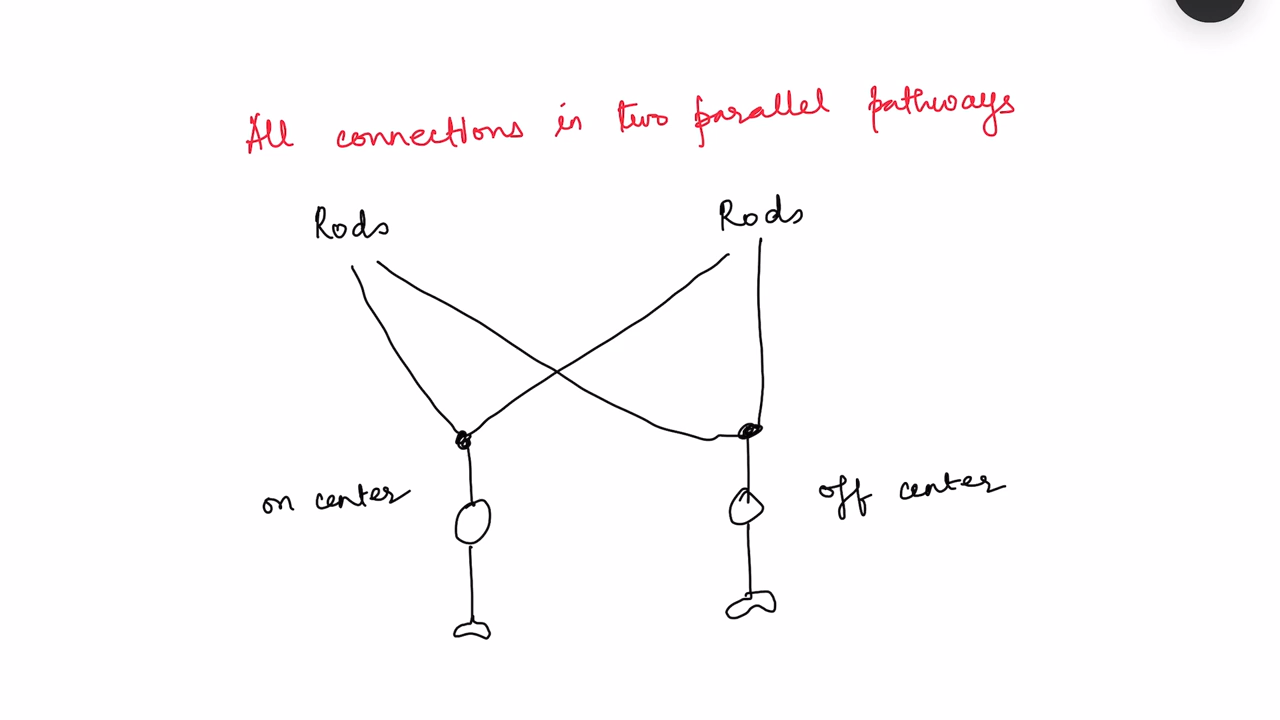 All connections in two parallel pathways
Rods Rods
on center off center